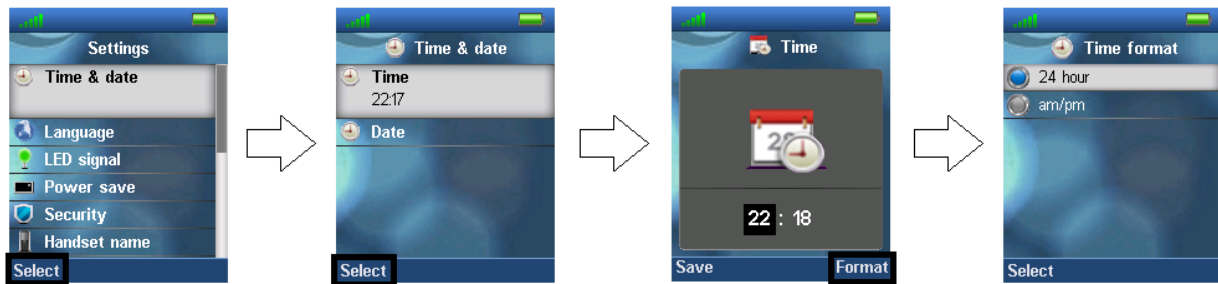 Settings
Time & date
Language
LED signal
Power save
Security
Handset name
Select
Time & date
Time
22:17
Date
Select
Time
22 : 18
Save Format
Time format
24 hour
am/pm
Select